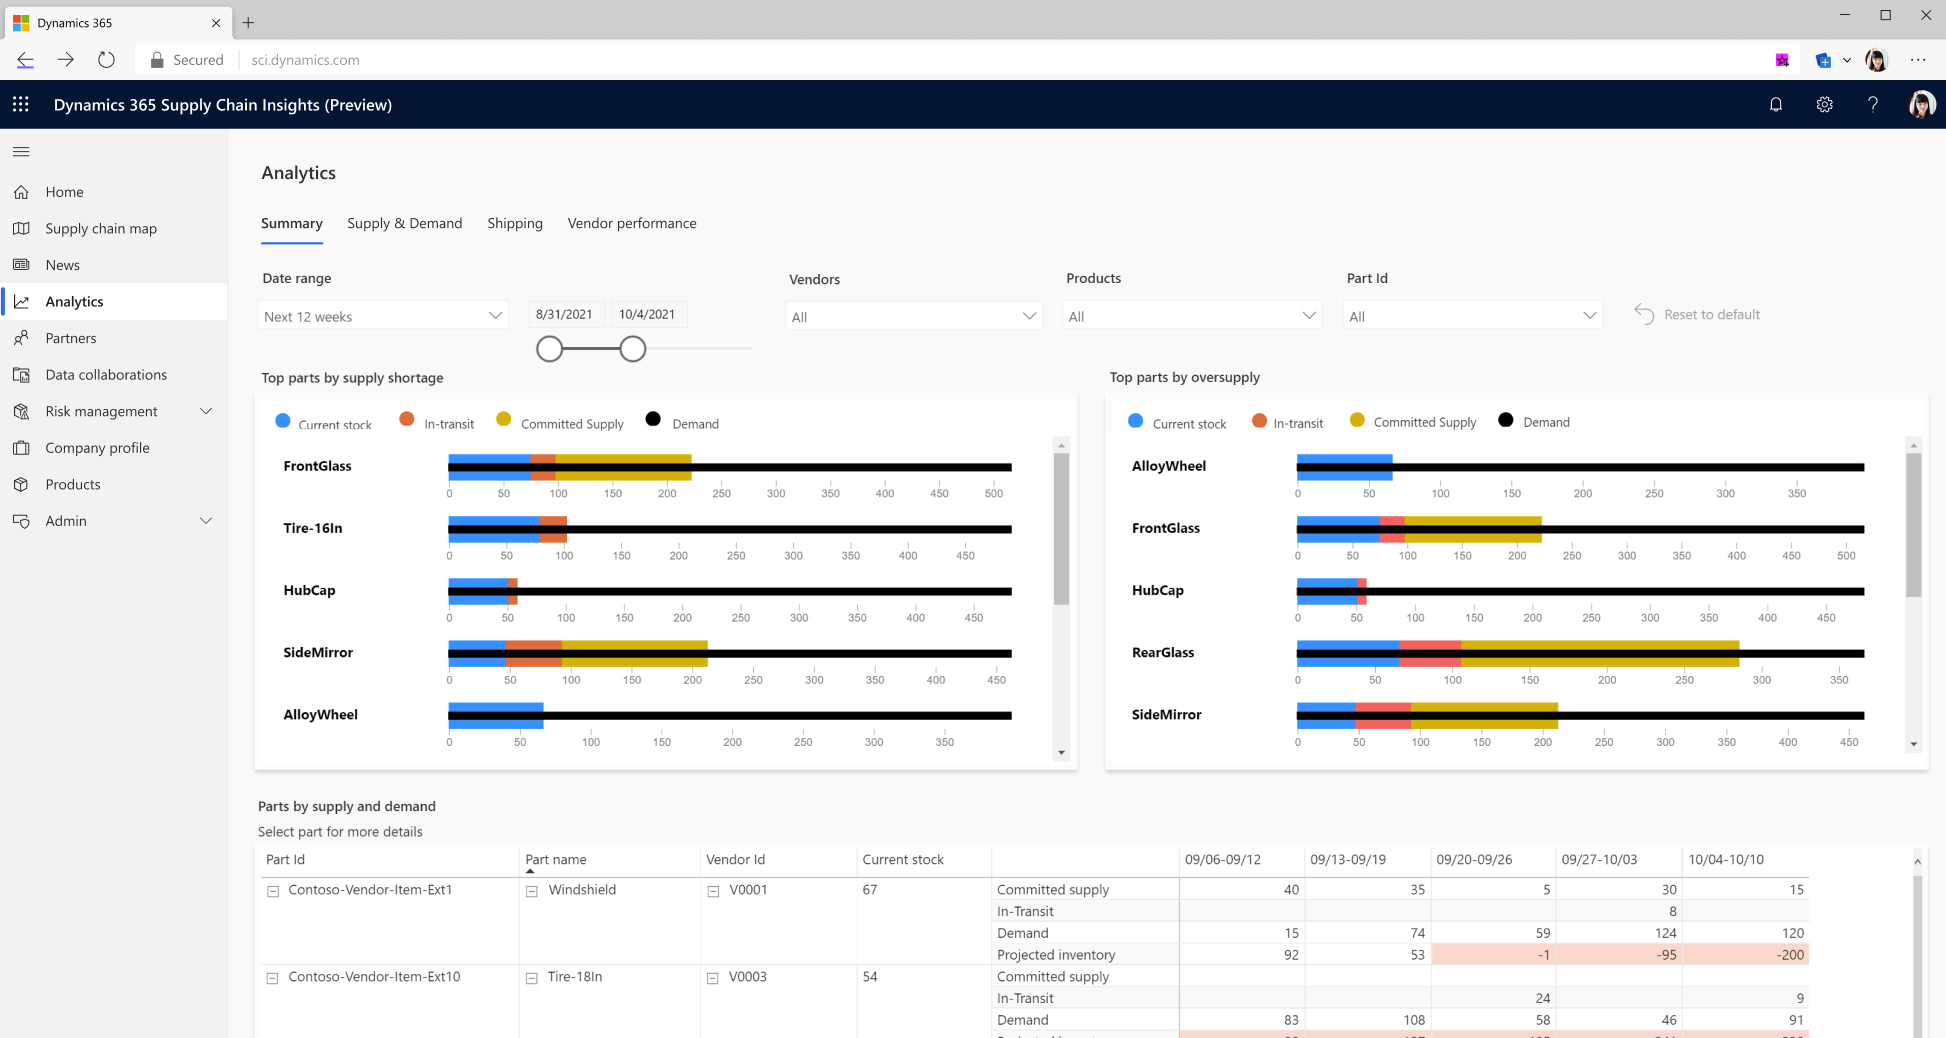 Dynamics 365
Secured
sci.dynamics.com
Dynamics 365 Supply Chain Insights (Preview)
Home
Supply chain map
News
Analytics
Partners
Data collaborations
Risk management
Company profile
Products
Admin
Analytics
Summary Supply & Demand Shipping Vendor performance
Date range Vendors Products Part Id
Next 12 weeks 8/31/2021 10/4/2021 All All All Reset to default
Top parts by supply shortage
Current stock In-transit Committed Supply Demand
FrontGlass
0 50 100 150 200 250 300 350 400 450 500
Tire-16In
0 50 100 150 200 250 300 350 400 450
HubCap
0 50 100 150 200 250 300 350 400 450
SideMirror
0 50 100 150 200 250 300 350 400 450
AlloyWheel
0 50 100 150 200 250 300 350
Top parts by oversupply
Current stock In-transit Committed Supply Demand
AlloyWheel
0 50 100 150 200 250 300 350
FrontGlass
0 50 100 150 200 250 300 350 400 450 500
HubCap
0 50 100 150 200 250 300 350 400 450
RearGlass
0 50 100 150 200 250 300 350
SideMirror
0 50 100 150 200 250 300 350 400 450
Parts by supply and demand
Select part for more details
Part Id Part name Vendor Id Current stock 09/06-09/12 09/13-09/19 09/20-09/26 09/27-10/03 10/04-10/10
Contoso-Vendor-Item-Ext1 Windshield V0001 67 Committed supply 40 35 5 30 15
In-Transit 8
Demand 15 74 59 124 120
Projected inventory 92 53 -1 -95 -200
Contoso-Vendor-Item-Ext10 Tire-18In V0003 54 Committed supply
In-Transit 24 9
Demand 83 108 58 46 91